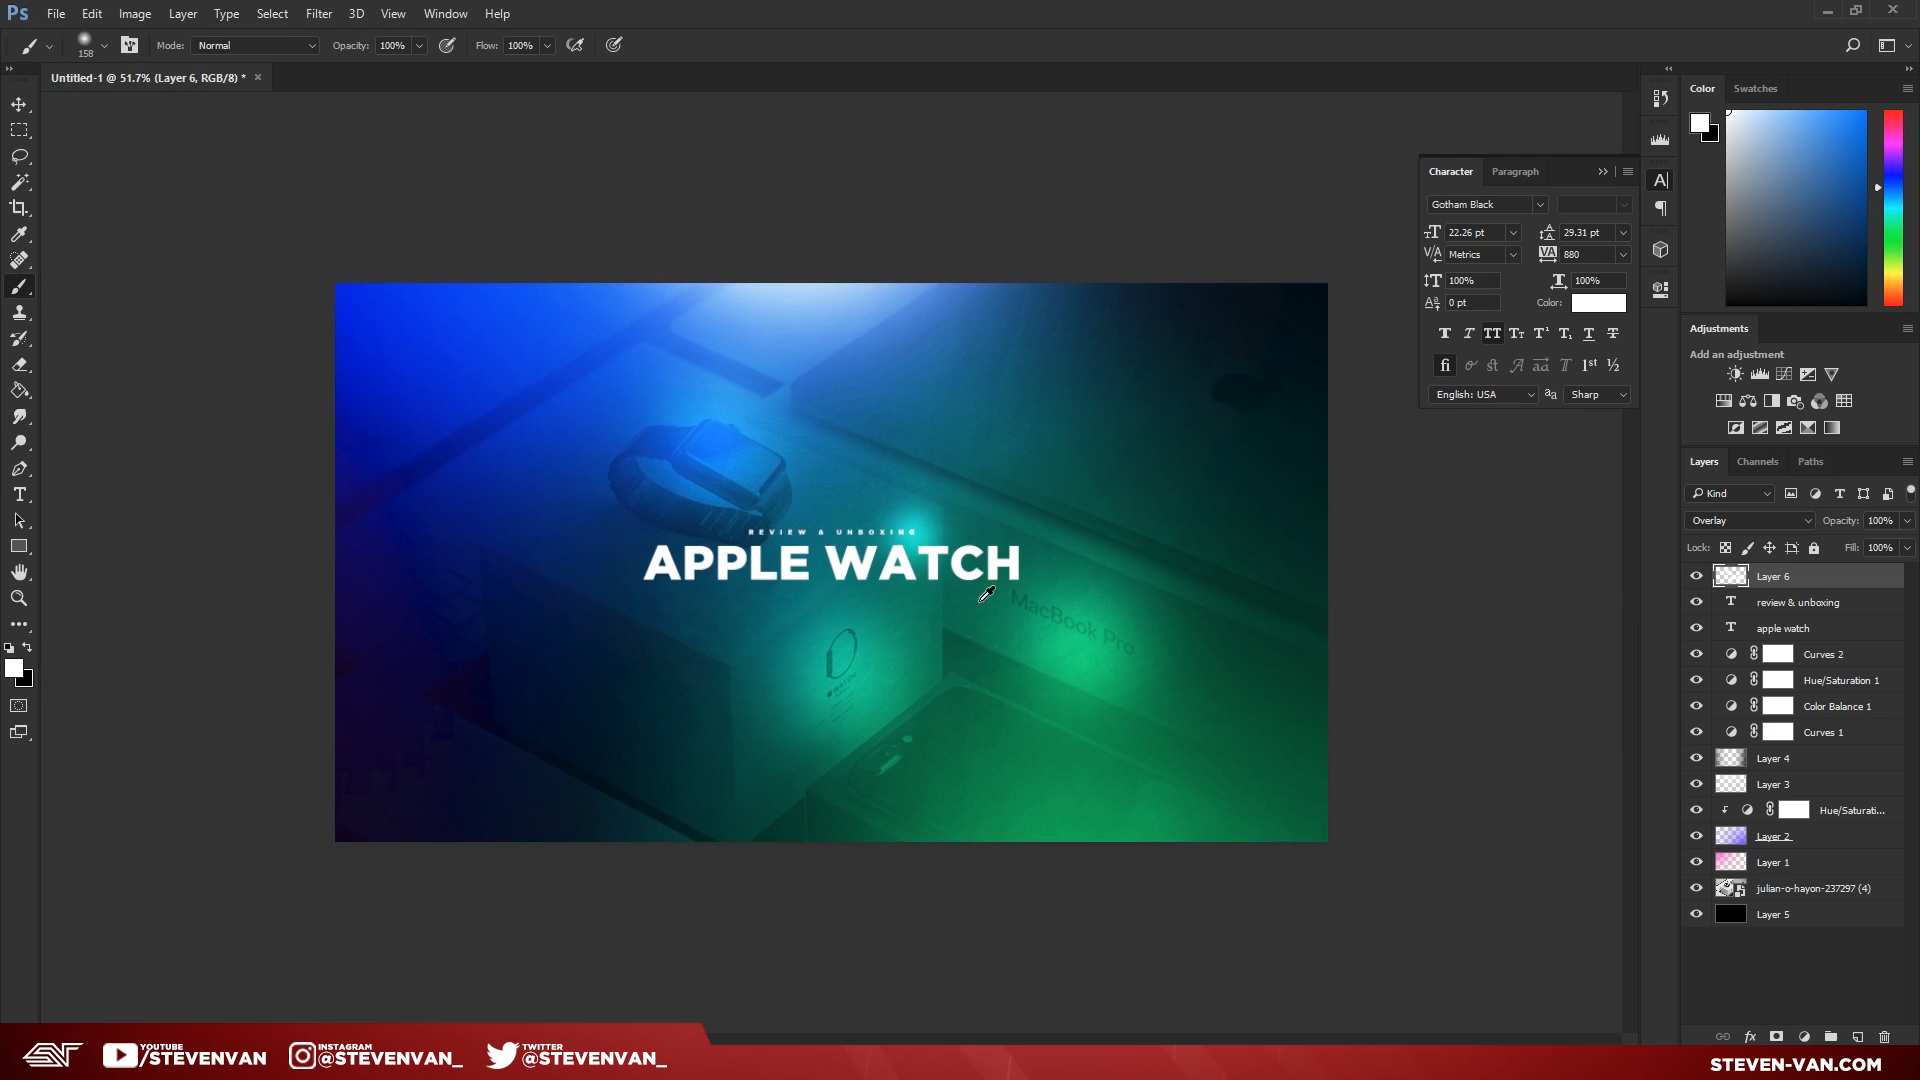 Ps File Edit Image Layer Type Select Filter 3D View Window Help
158 Mode: Normal Opacity: 100% Flow: 100%
Untitled-1 @ 51.7% (Layer 6, RGB/8) * ×
Color Swatches
Character Paragraph
Gotham Black
22.26 pt 29.31 pt
Metrics 880
100% 100%
0 pt Color:
English: USA Sharp
Adjustments
Add an adjustment
Layers Channels Paths
Kind
Overlay Opacity: 100%
Lock: Fill: 100%
Layer 6
review & unboxing
apple watch
Curves 2
Hue/Saturation 1
Color Balance 1
Curves 1
Layer 4
Layer 3
Hue/Saturati...
Layer 2
Layer 1
julian-o-hayon-237297 (4)
Layer 5
fx
REVIEW & UNBOXING
APPLE WATCH
MacBook Pro
WATCH
YOUTUBE
/STEVENVAN
INSTAGRAM
@STEVENVAN_
TWITTER
@STEVENVAN_
STEVEN-VAN.COM